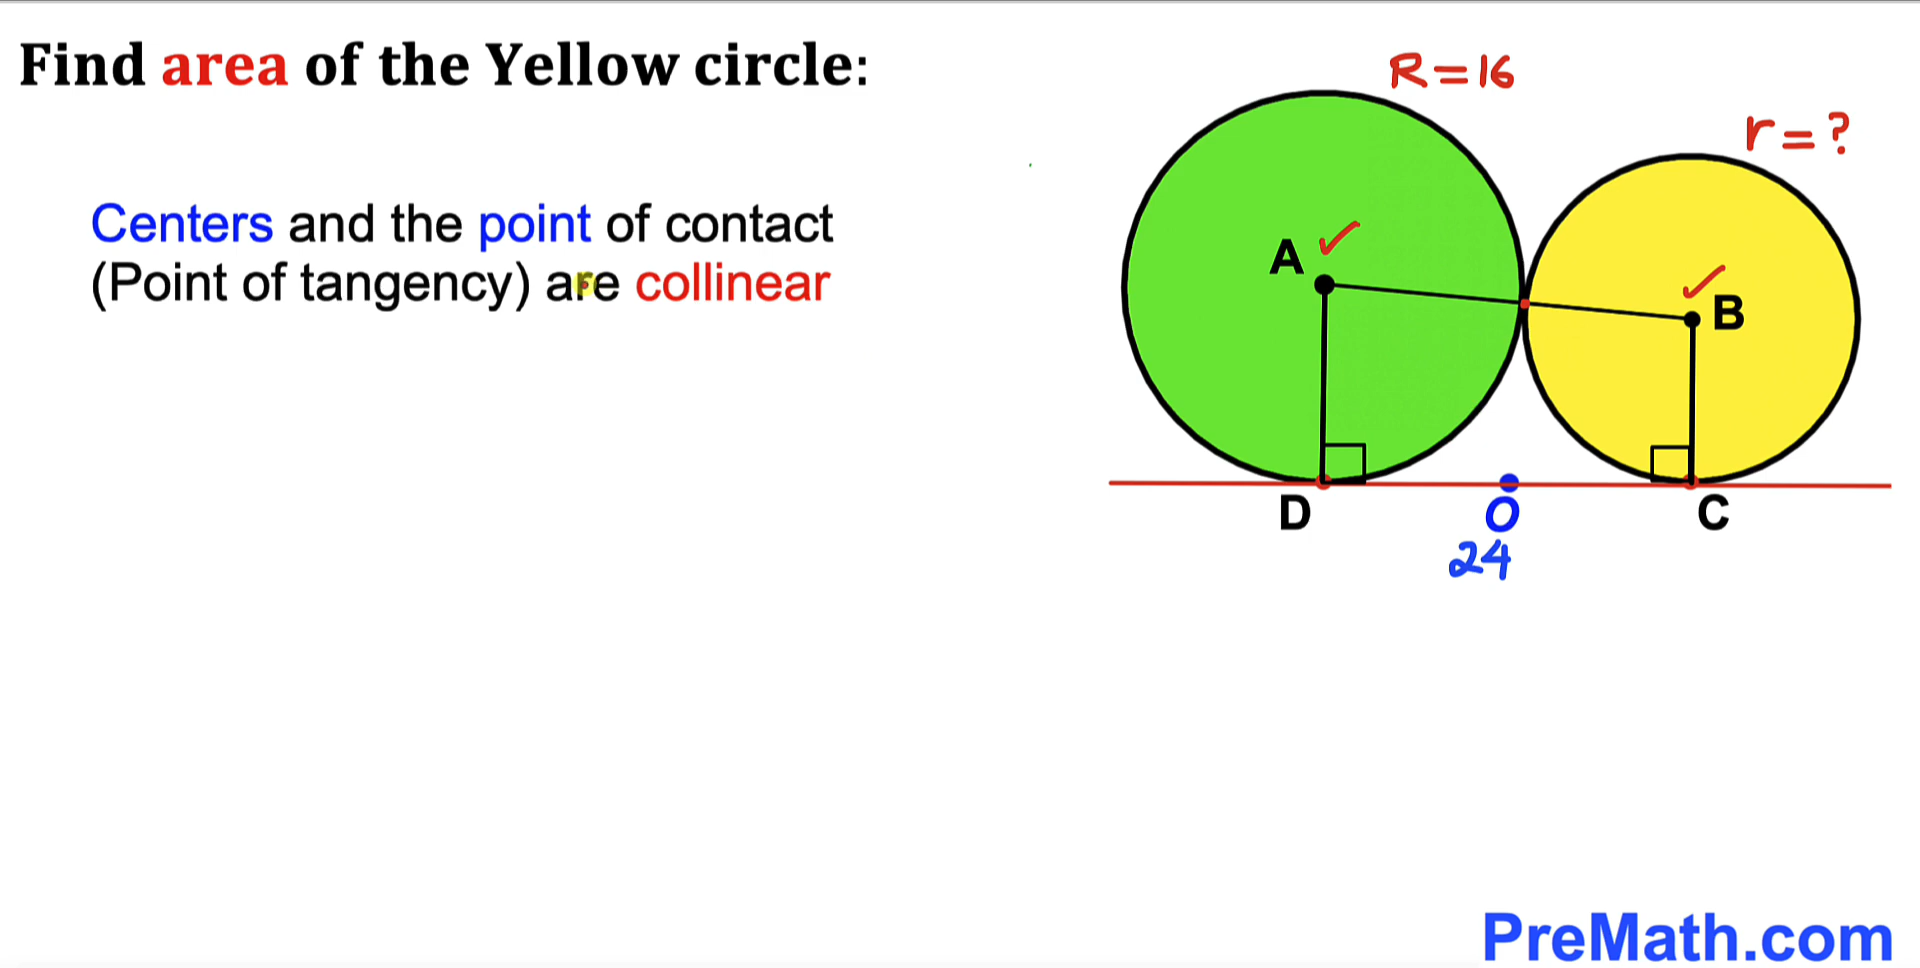 Find area of the Yellow circle:
R=16
r=?
Centers and the point of contact
(Point of tangency) are collinear
A
B
D
O
C
24
PreMath.com